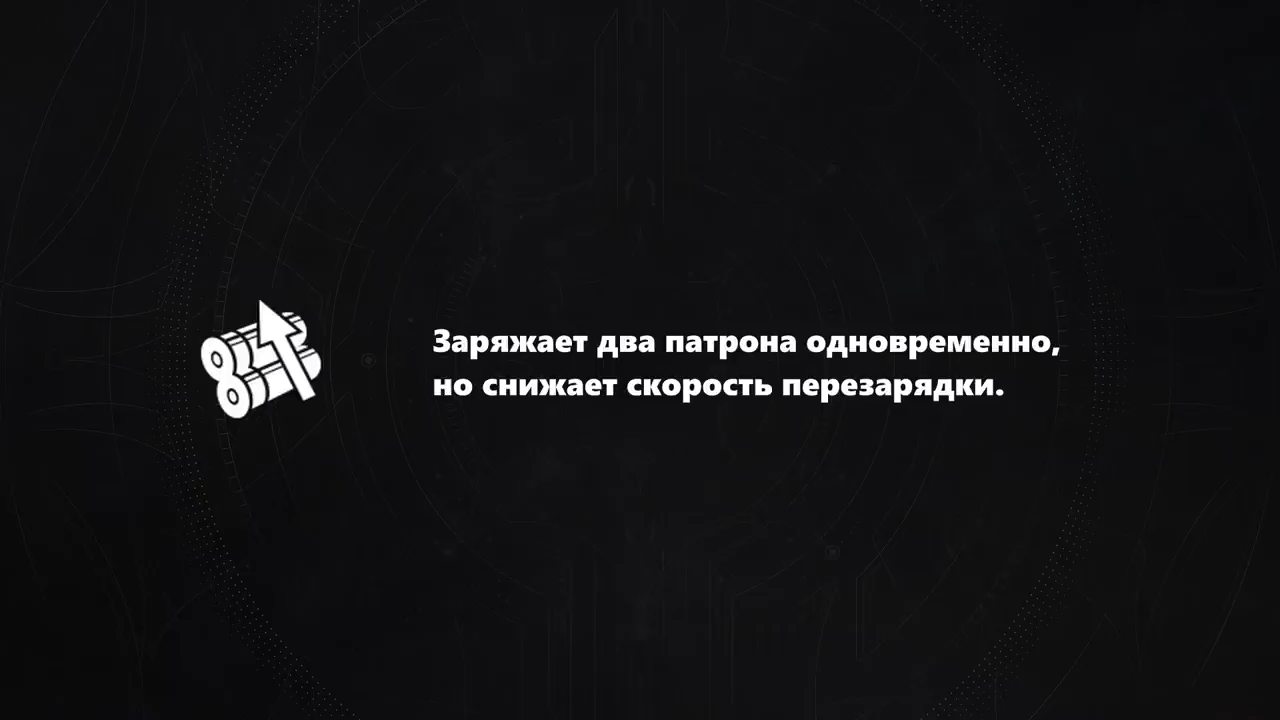 Заряжает два патрона одновременно,
но снижает скорость перезарядки.